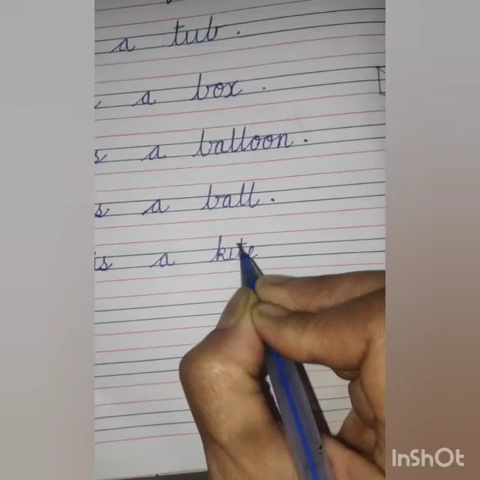 a tub.
a box.
s a balloon.
s a ball.
is a kite
InShOt